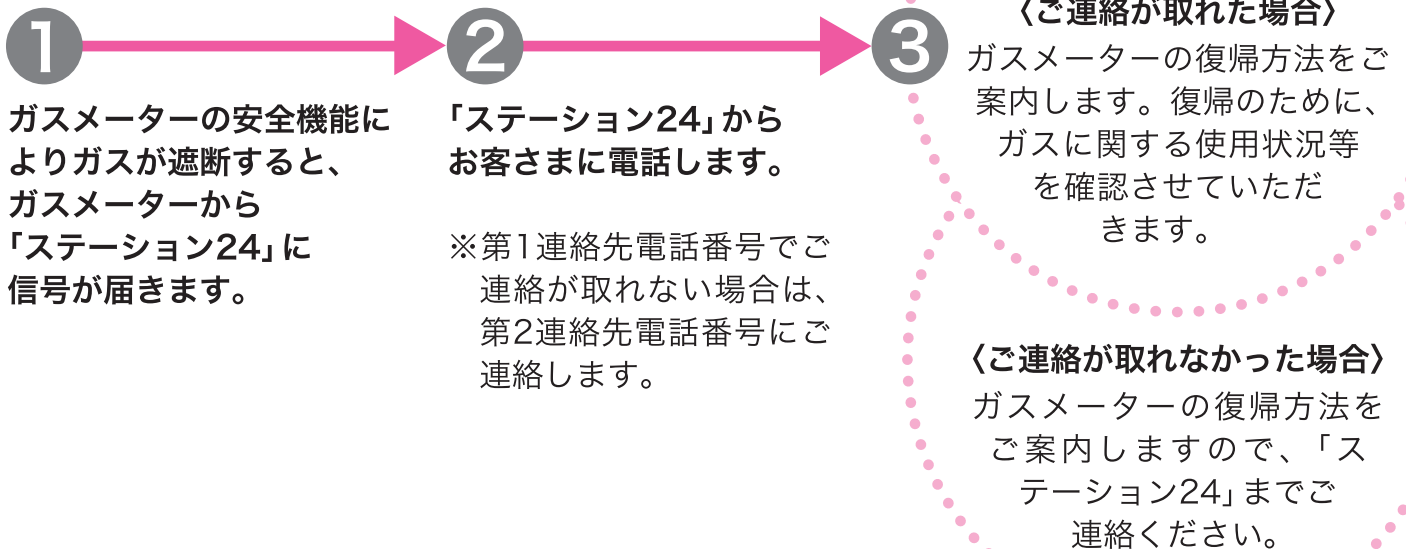 1
ガスメーターの安全機能に
よりガスが遮断すると、
ガスメーターから
「ステーション24」に
信号が届きます。
2
「ステーション24」から
お客さまに電話します。
※第1連絡先電話番号でご
連絡が取れない場合は、
第2連絡先電話番号にご
連絡します。
3
〈ご連絡が取れた場合〉
ガスメーターの復帰方法をご
案内します。復帰のために、
ガスに関する使用状況等
を確認させていただ
きます。
〈ご連絡が取れなかった場合〉
ガスメーターの復帰方法を
ご案内しますので、「ス
テーション24」までご
連絡ください。